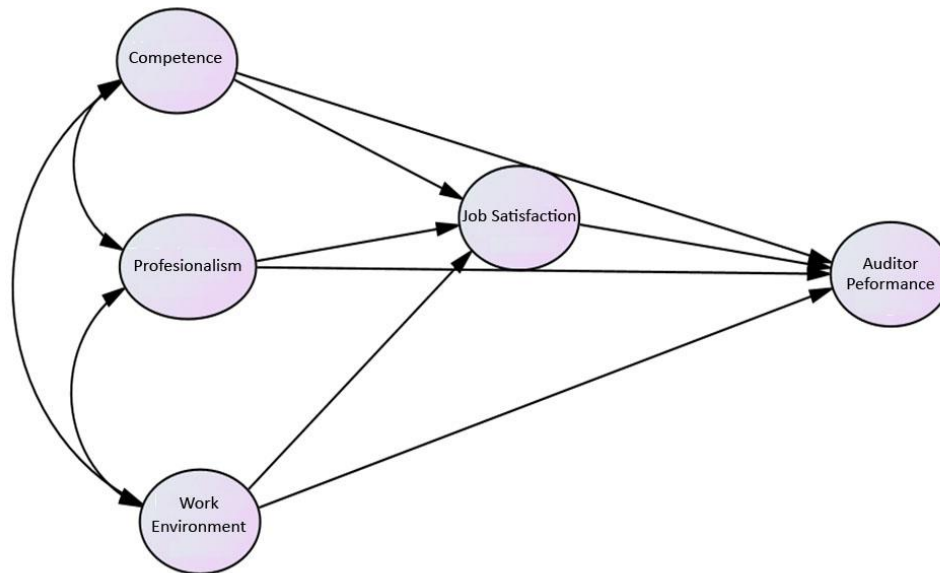 Competence
Job Satisfaction
Profesionalism
Auditor
Peformance
Work
Environment